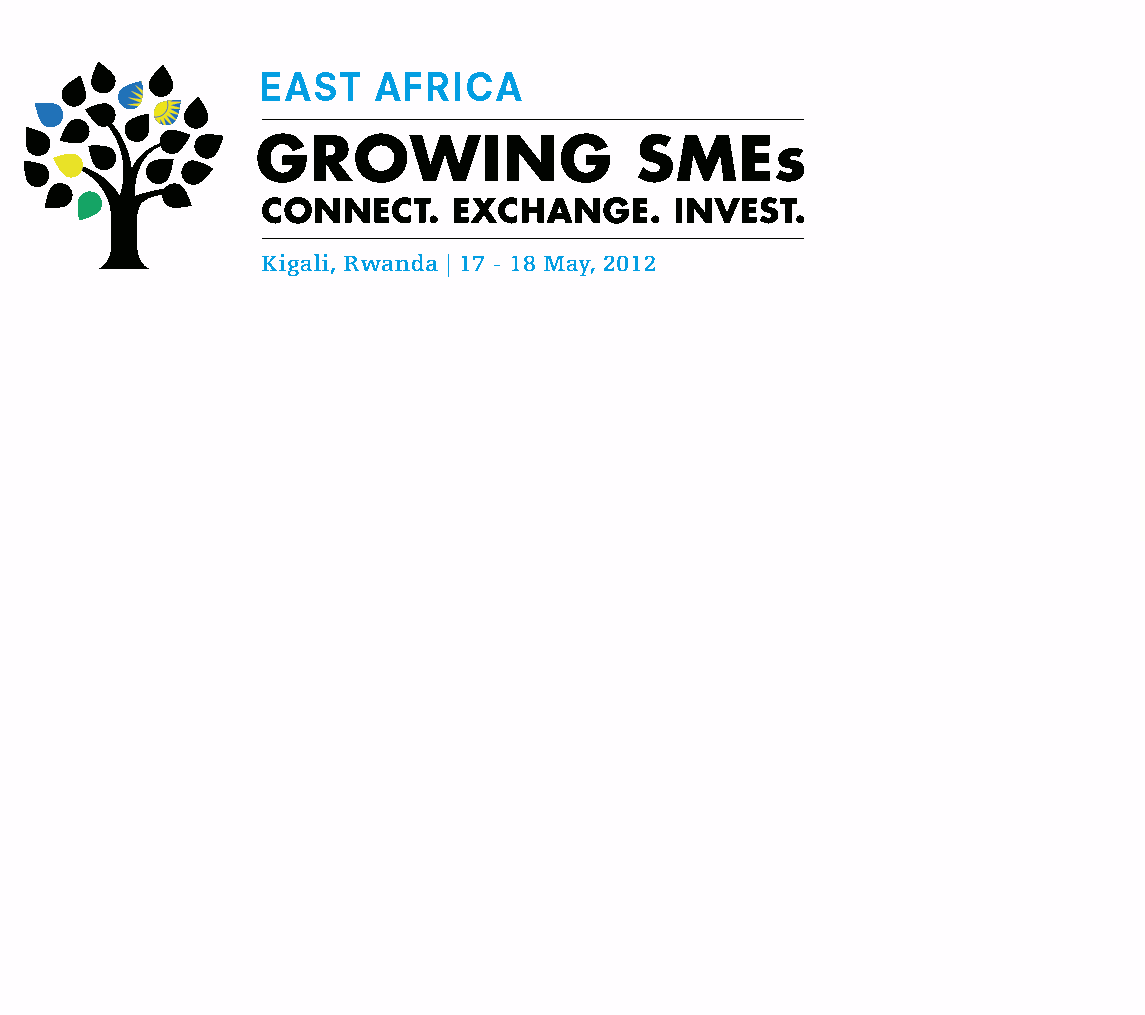 EAST AFRICA
GROWING SMEs
CONNECT. EXCHANGE. INVEST.
Kigali, Rwanda | 17 - 18 May, 2012